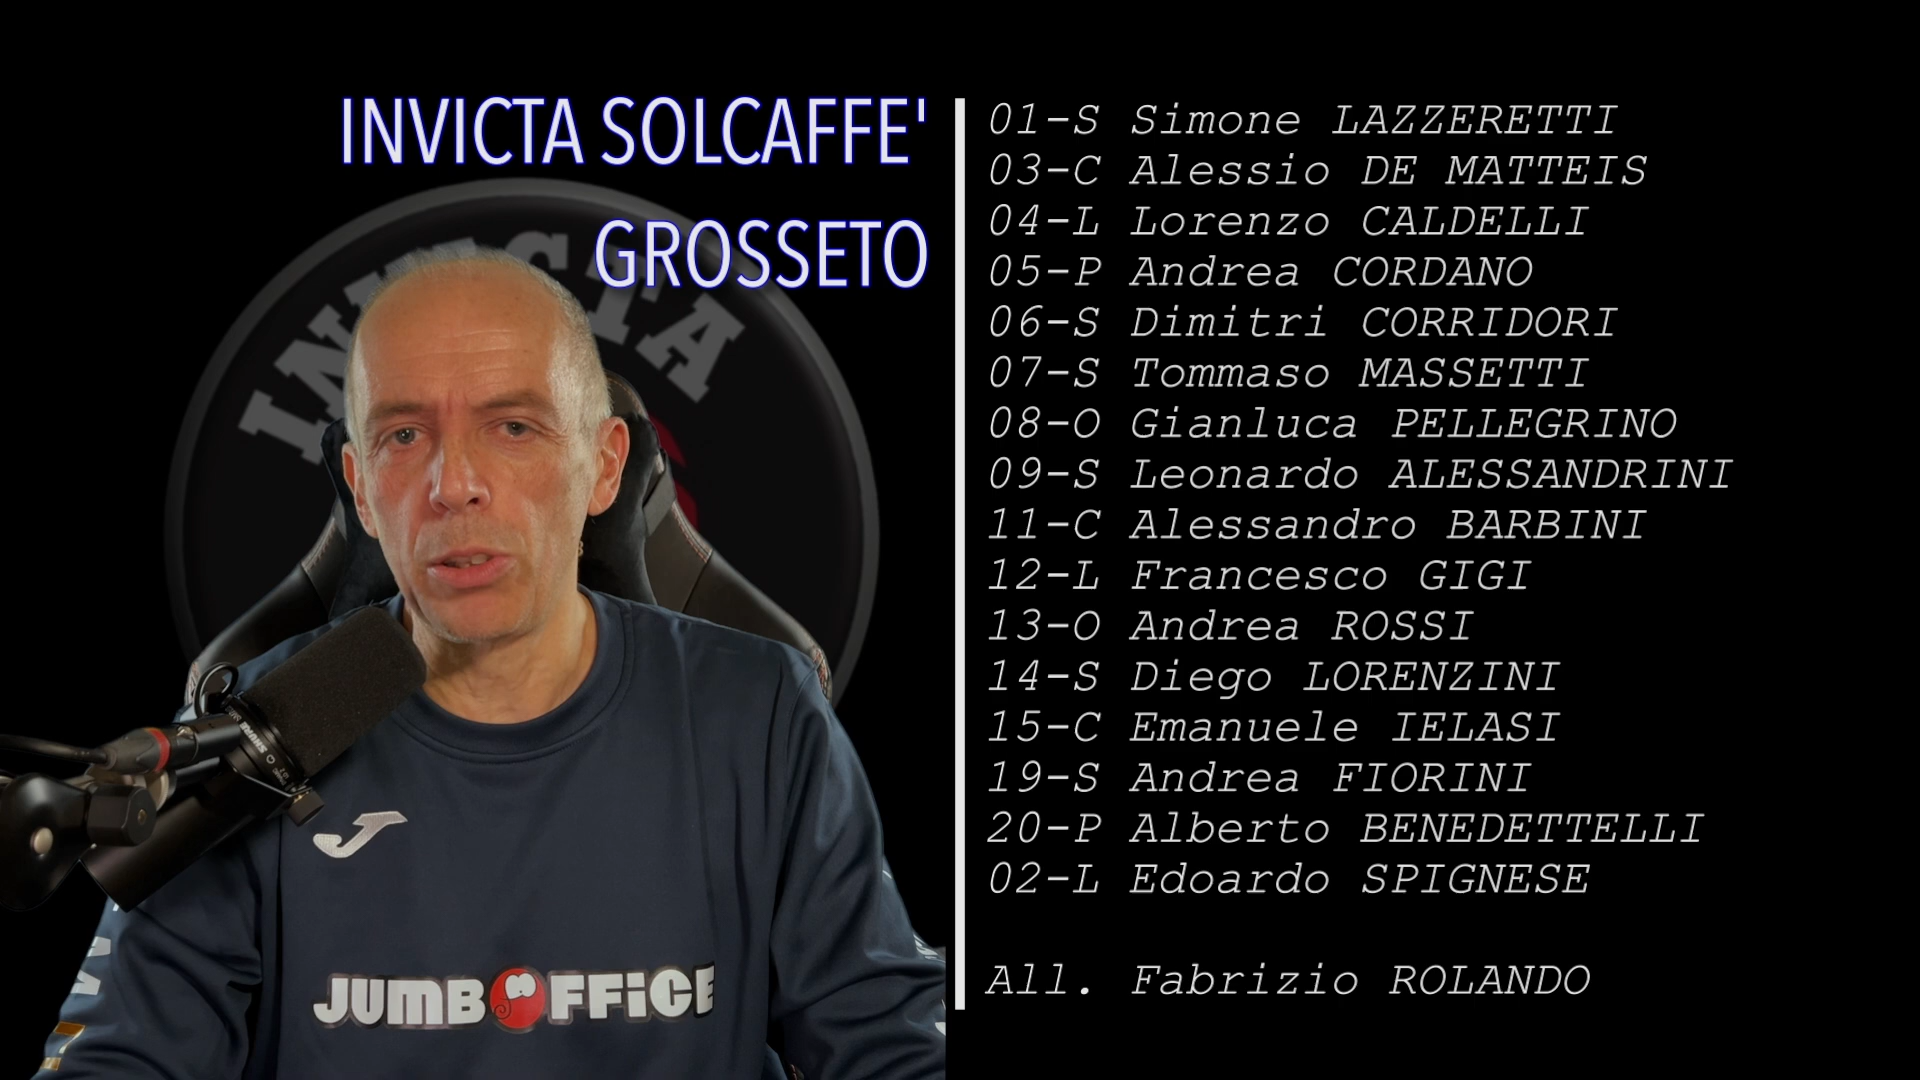 INVICTA SOLCAFFE'
GROSSETO
INVICTA
01-S Simone LAZZERETTI
03-C Alessio DE MATTEIS
04-L Lorenzo CALDELLI
05-P Andrea CORDANO
06-S Dimitri CORRIDORI
07-S Tommaso MASSETTI
08-O Gianluca PELLEGRINO
09-S Leonardo ALESSANDRINI
11-C Alessandro BARBINI
12-L Francesco GIGI
13-O Andrea ROSSI
14-S Diego LORENZINI
15-C Emanuele IELASI
19-S Andrea FIORINI
20-P Alberto BENEDETTELLI
02-L Edoardo SPIGNESE
All. Fabrizio ROLANDO
SHURE
JUMBOFFiCE